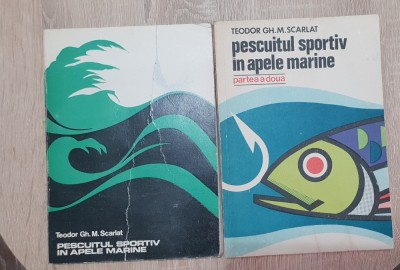 Teodor Gh. M. Scarlat
PESCUITUL SPORTIV
IN APELE MARINE
TEODOR GH. M. SCARLAT
pescuitul sportiv
in apele marine
partea a doua